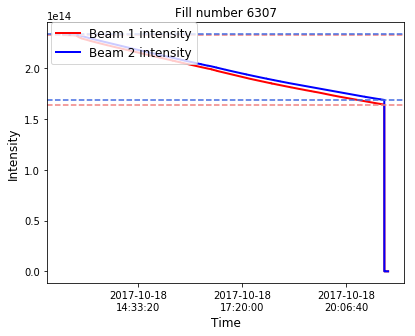 Fill number 6307
1e14
Beam 1 intensity
Beam 2 intensity
2.0
1.5
1.0
0.5
0.0
Intensity
2017-10-18
14:33:20
2017-10-18
17:20:00
2017-10-18
20:06:40
Time